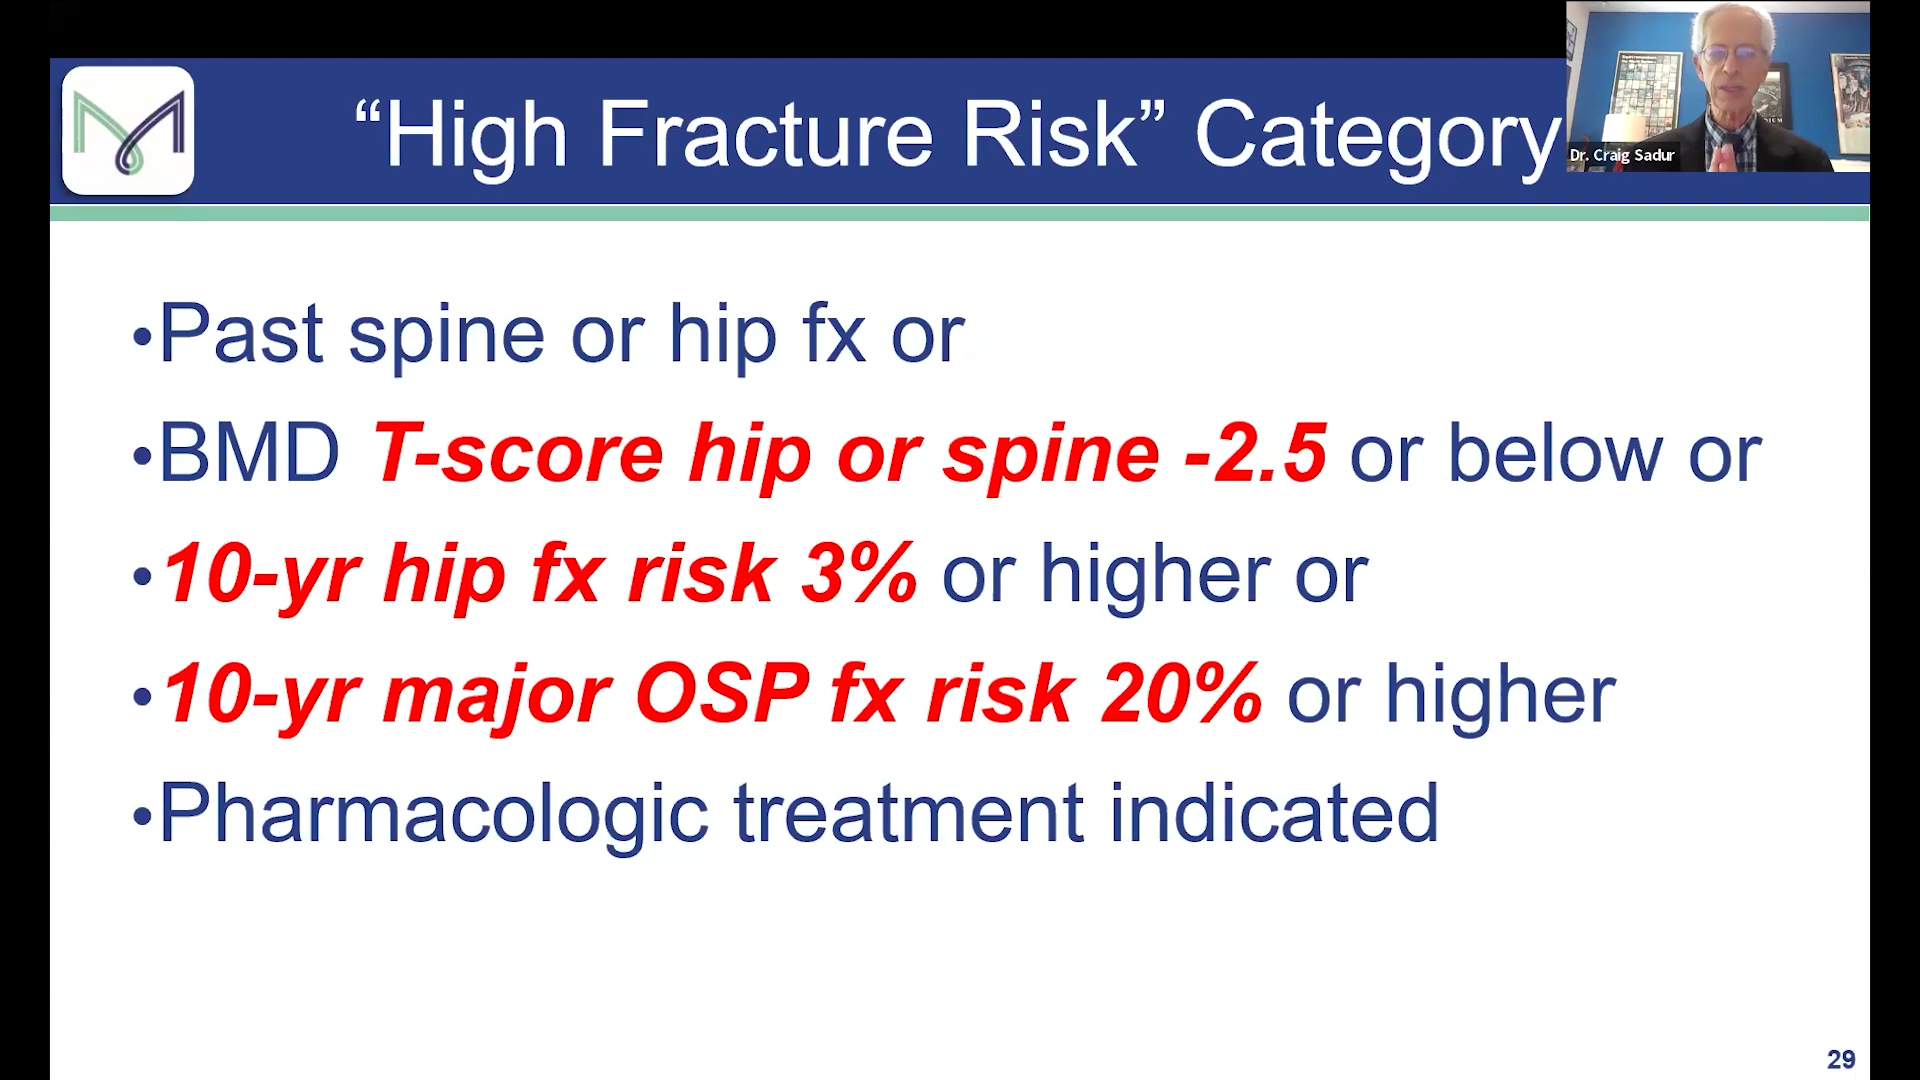 “High Fracture Risk” Category
Dr. Craig Sadur
•Past spine or hip fx or
•BMD T-score hip or spine -2.5 or below or
•10-yr hip fx risk 3% or higher or
•10-yr major OSP fx risk 20% or higher
•Pharmacologic treatment indicated
29